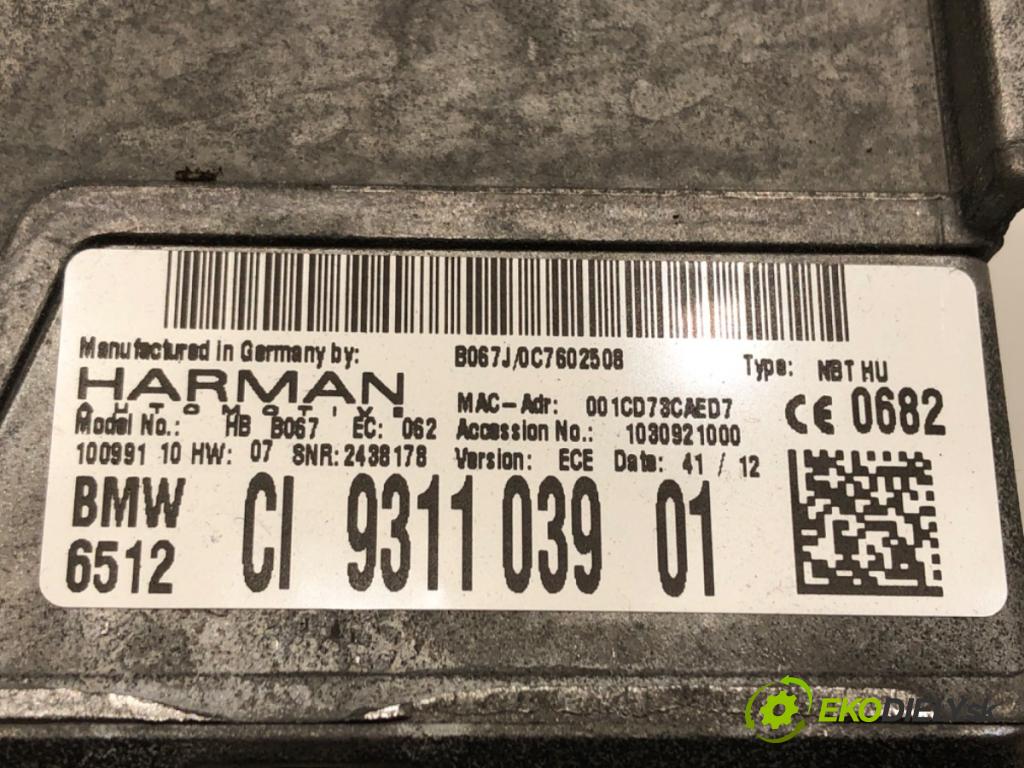 Manufactured in Germany by: B067J/0C7602508 Type: NBT HU
HARMAN
AUTOMOTIVE MAC-Adr: 001CD73CAED7 CE 0682
Model No.: HB B067 EC: 062 Accession No.: 1030921000
100991 10 HW: 07 SNR: 2438178 Version: ECE Date: 41 / 12
BMW CI 9311 039 01
6512
EKODIELY.sk